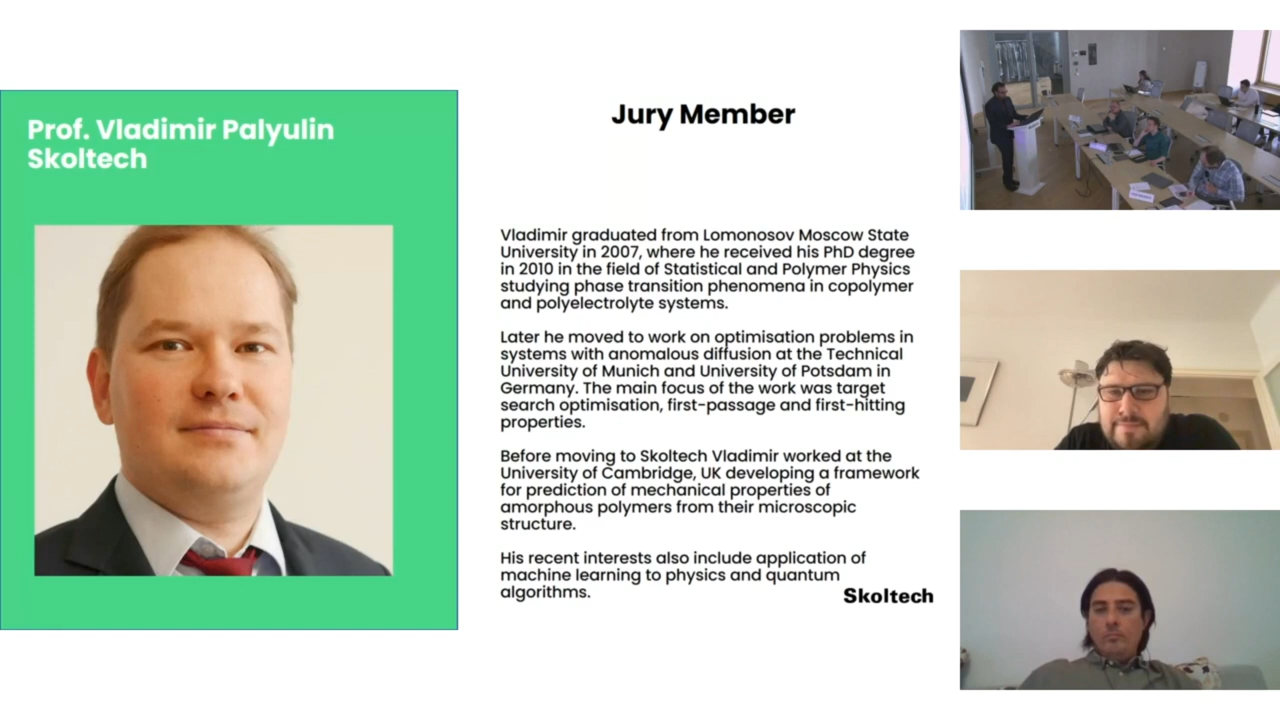 Prof. Vladimir Palyulin
Skoltech
Jury Member
Vladimir graduated from Lomonosov Moscow State
University in 2007, where he received his PhD degree
in 2010 in the field of Statistical and Polymer Physics
studying phase transition phenomena in copolymer
and polyelectrolyte systems.
Later he moved to work on optimisation problems in
systems with anomalous diffusion at the Technical
University of Munich and University of Potsdam in
Germany. The main focus of the work was target
search optimisation, first-passage and first-hitting
properties.
Before moving to Skoltech Vladimir worked at the
University of Cambridge, UK developing a framework
for prediction of mechanical properties of
amorphous polymers from their microscopic
structure.
His recent interests also include application of
machine learning to physics and quantum
algorithms.
Skoltech